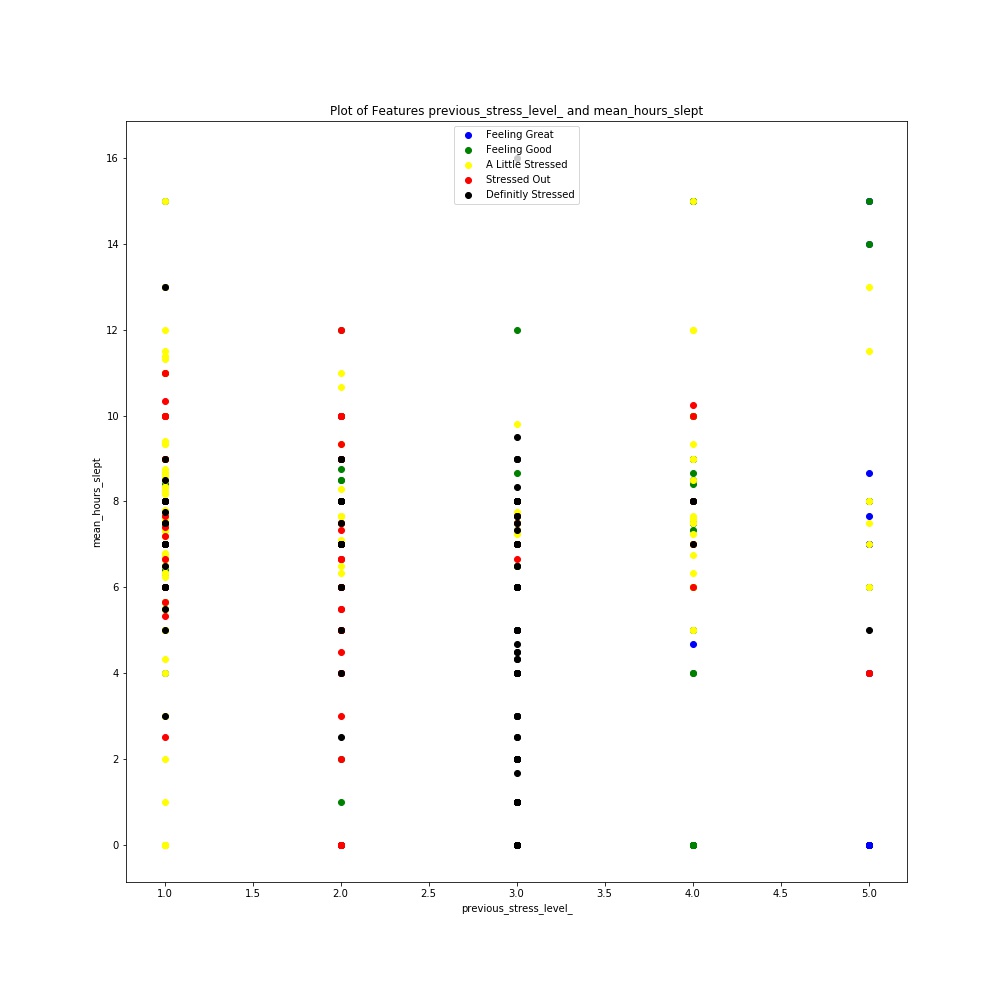 Plot of Features previous_stress_level_ and mean_hours_slept
Feeling Great
Feeling Good
A Little Stressed
Stressed Out
Definitly Stressed
mean_hours_slept
16
14
12
10
8
6
4
2
0
1.0 1.5 2.0 2.5 3.0 3.5 4.0 4.5 5.0
previous_stress_level_